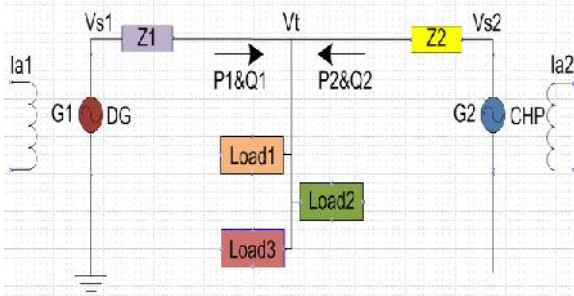 Vs1 Z1 Vt Z2 Vs2
Ia1 P1&Q1 P2&Q2 Ia2
G1 DG G2 CHP
Load1
Load2
Load3